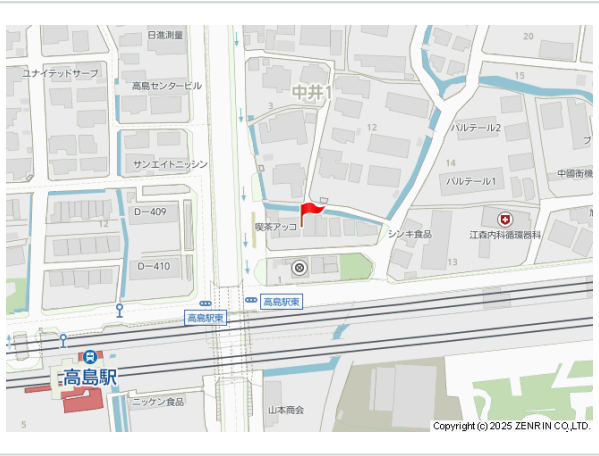 日進測量
20
ユナイテッドサーブ
高島センタービル
15
中井1
3
12
パルテール2
サンエイトニッシン
14
パルテール1
中國衛機
D-409
12
喫茶アッコ
シンキ食品
江森内科循環器科
D-410
1
13
高島駅東
高島駅東
高島駅
ニッケン食品
山本商会
5
Copyright (c) 2025 ZENRIN CO.,LTD.